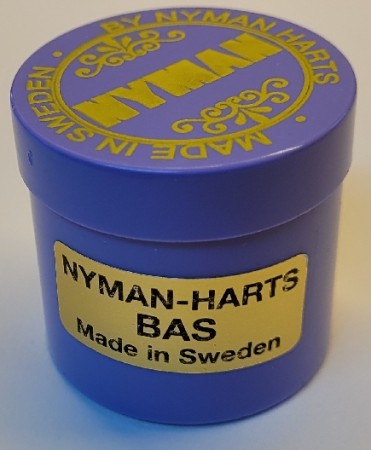 BY NYMAN HARTS
NYMAN
• MADE IN SWEDEN •
NYMAN-HARTS
BAS
Made in Sweden